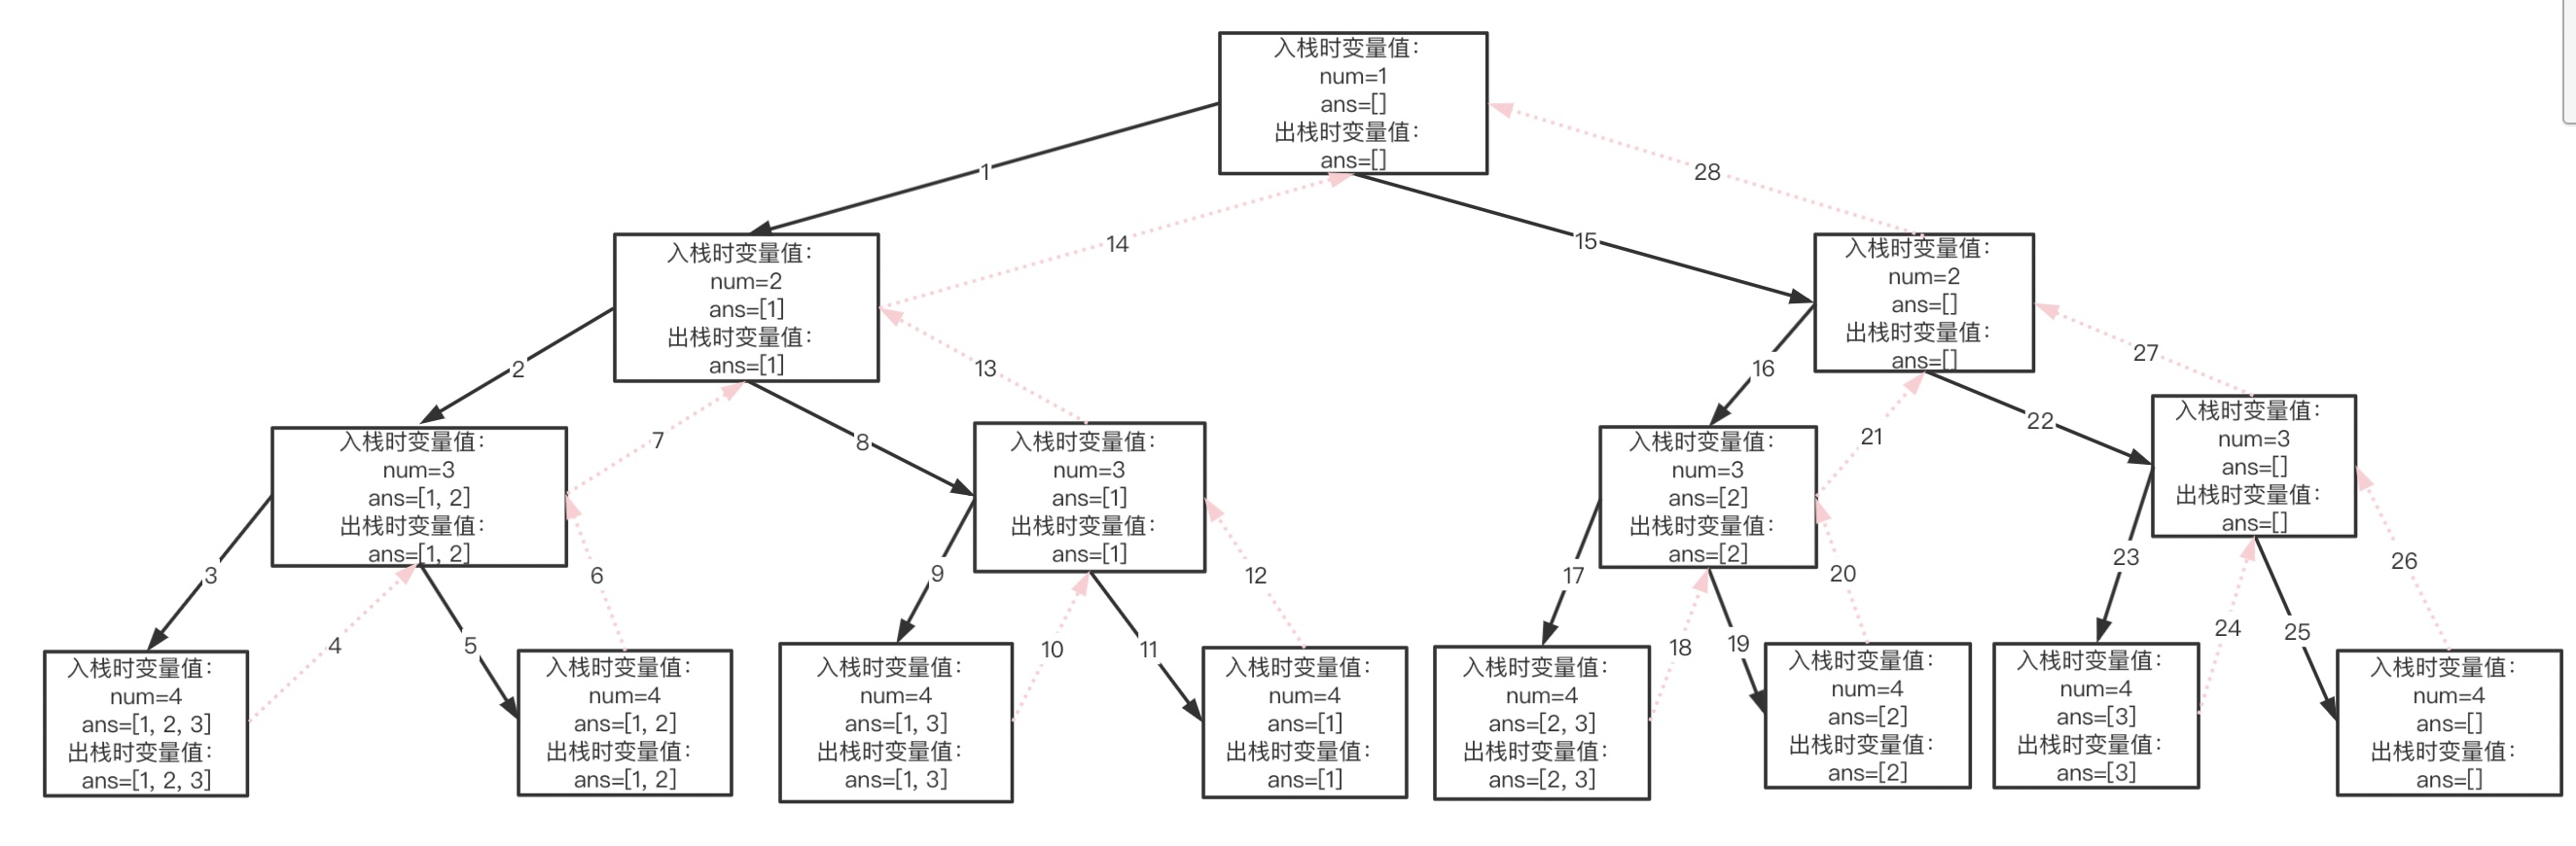 入栈时变量值：
num=1
ans=[]
出栈时变量值：
ans=[]
1
28
14
15
入栈时变量值：
num=2
ans=[1]
出栈时变量值：
ans=[1]
入栈时变量值：
num=2
ans=[]
出栈时变量值：
ans=[]
2
13
16
27
7
8
21
22
入栈时变量值：
num=3
ans=[1, 2]
出栈时变量值：
ans=[1, 2]
入栈时变量值：
num=3
ans=[1]
出栈时变量值：
ans=[1]
入栈时变量值：
num=3
ans=[2]
出栈时变量值：
ans=[2]
入栈时变量值：
num=3
ans=[]
出栈时变量值：
ans=[]
3
4
5
6
9
10
11
12
17
18
19
20
23
24
25
26
入栈时变量值：
num=4
ans=[1, 2, 3]
出栈时变量值：
ans=[1, 2, 3]
入栈时变量值：
num=4
ans=[1, 2]
出栈时变量值：
ans=[1, 2]
入栈时变量值：
num=4
ans=[1, 3]
出栈时变量值：
ans=[1, 3]
入栈时变量值：
num=4
ans=[1]
出栈时变量值：
ans=[1]
入栈时变量值：
num=4
ans=[2, 3]
出栈时变量值：
ans=[2, 3]
入栈时变量值：
num=4
ans=[2]
出栈时变量值：
ans=[2]
入栈时变量值：
num=4
ans=[3]
出栈时变量值：
ans=[3]
入栈时变量值：
num=4
ans=[]
出栈时变量值：
ans=[]